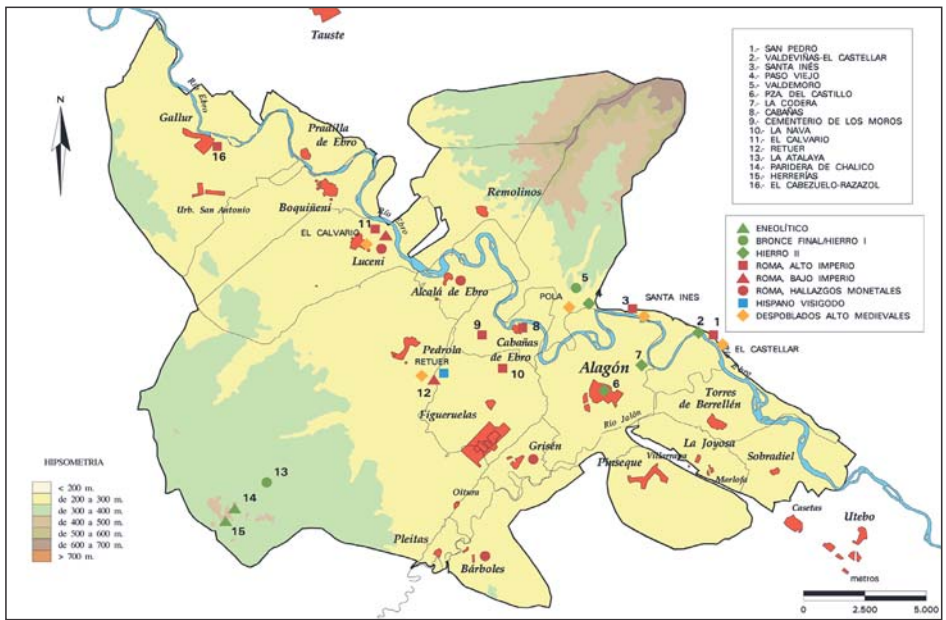 Tauste
N
Río Ebro
Gallur
16
Pradilla
de Ebro
Urb. San Antonio
Boquiñeni
Remolinos
11
Río Ebro
EL CALVARIO
Luceni
Alcalá de Ebro
5
POLA
4
3
SANTA INES
2
1
EL CASTELLAR
9
8
Cabañas
de Ebro
Pedrola
RETUER
10
12
7
Alagón
6
Torres
de Berrellén
Figueruelas
Río Jalón
Grisén
La Joyosa
Pinseque
Villarrapa
Marlofa
Sobradiel
13
14
15
Oitura
Pleitas
Bárboles
Casetas
Utebo
1.- SAN PEDRO
2.- VALDEVIÑAS-EL CASTELLAR
3.- SANTA INÉS
4.- PASO VIEJO
5.- VALDEMORO
6.- PZA. DEL CASTILLO
7.- LA CODERA
8.- CABAÑAS
9.- CEMENTERIO DE LOS MOROS
10.- LA NAVA
11.- EL CALVARIO
12.- RETUER
13.- LA ATALAYA
14.- PARIDERA DE CHALICO
15.- HERRERÍAS
16.- EL CABEZUELO-RAZAZOL
ENEOLÍTICO
BRONCE FINAL/HIERRO I
HIERRO II
ROMA, ALTO IMPERIO
ROMA, BAJO IMPERIO
ROMA, HALLAZGOS MONETALES
HISPANO VISIGODO
DESPOBLADOS ALTO MEDIEVALES
HIPSOMETRIA
< 200 m.
de 200 a 300 m.
de 300 a 400 m.
de 400 a 500 m.
de 500 a 600 m.
de 600 a 700 m.
> 700 m.
metros
0 2.500 5.000